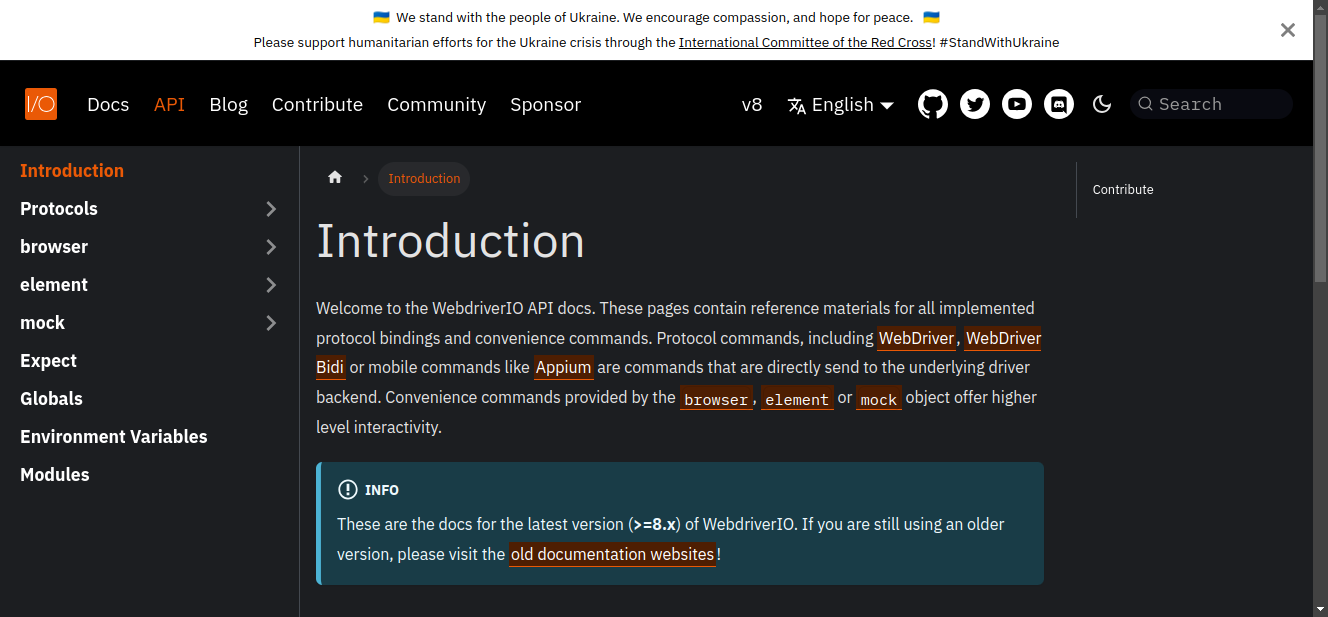 🇺🇦 We stand with the people of Ukraine. We encourage compassion, and hope for peace. 🇺🇦
Please support humanitarian efforts for the Ukraine crisis through the International Committee of the Red Cross! #StandWithUkraine
I/O Docs API Blog Contribute Community Sponsor v8 English Search
Introduction
Protocols
browser
element
mock
Expect
Globals
Environment Variables
Modules
Introduction
Introduction
Welcome to the WebdriverIO API docs. These pages contain reference materials for all implemented
protocol bindings and convenience commands. Protocol commands, including WebDriver, WebDriver
Bidi or mobile commands like Appium are commands that are directly send to the underlying driver
backend. Convenience commands provided by the browser, element or mock object offer higher
level interactivity.
INFO
These are the docs for the latest version (>=8.x) of WebdriverIO. If you are still using an older
version, please visit the old documentation websites!
Contribute